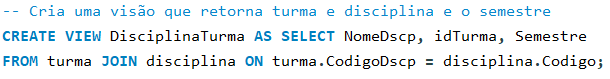 -- Cria uma visão que retorna turma e disciplina e o semestre
CREATE VIEW DisciplinaTurma AS SELECT NomeDscp, idTurma, Semestre
FROM turma JOIN disciplina ON turma.CodigoDscp = disciplina.Codigo;